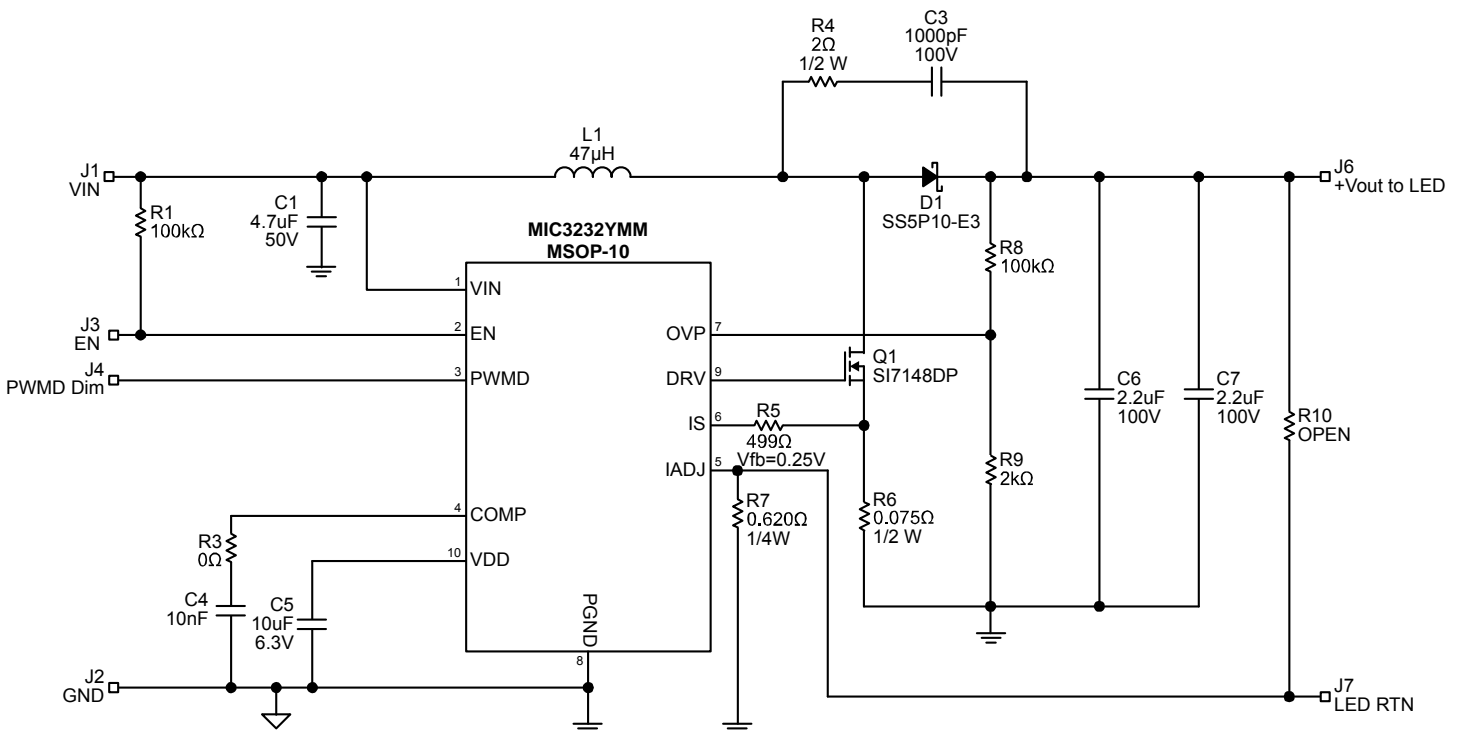 R4
2Ω
1/2 W
C3
1000pF
100V
L1
47µH
J1
VIN
R1
100kΩ
C1
4.7uF
50V
D1
SS5P10-E3
J6
+Vout to LED
MIC3232YMM
MSOP-10
R8
100kΩ
1
VIN
J3
EN
2
EN
OVP
7
J4
PWMD Dim
3
PWMD
DRV
9
Q1
SI7148DP
C6
2.2uF
100V
C7
2.2uF
100V
R10
OPEN
IS
6
R5
499Ω
Vfb=0.25V
IADJ
5
R9
2kΩ
R7
0.620Ω
1/4W
R6
0.075Ω
1/2 W
4
COMP
R3
0Ω
10
VDD
C4
10nF
C5
10uF
6.3V
PGND
8
J2
GND
J7
LED RTN